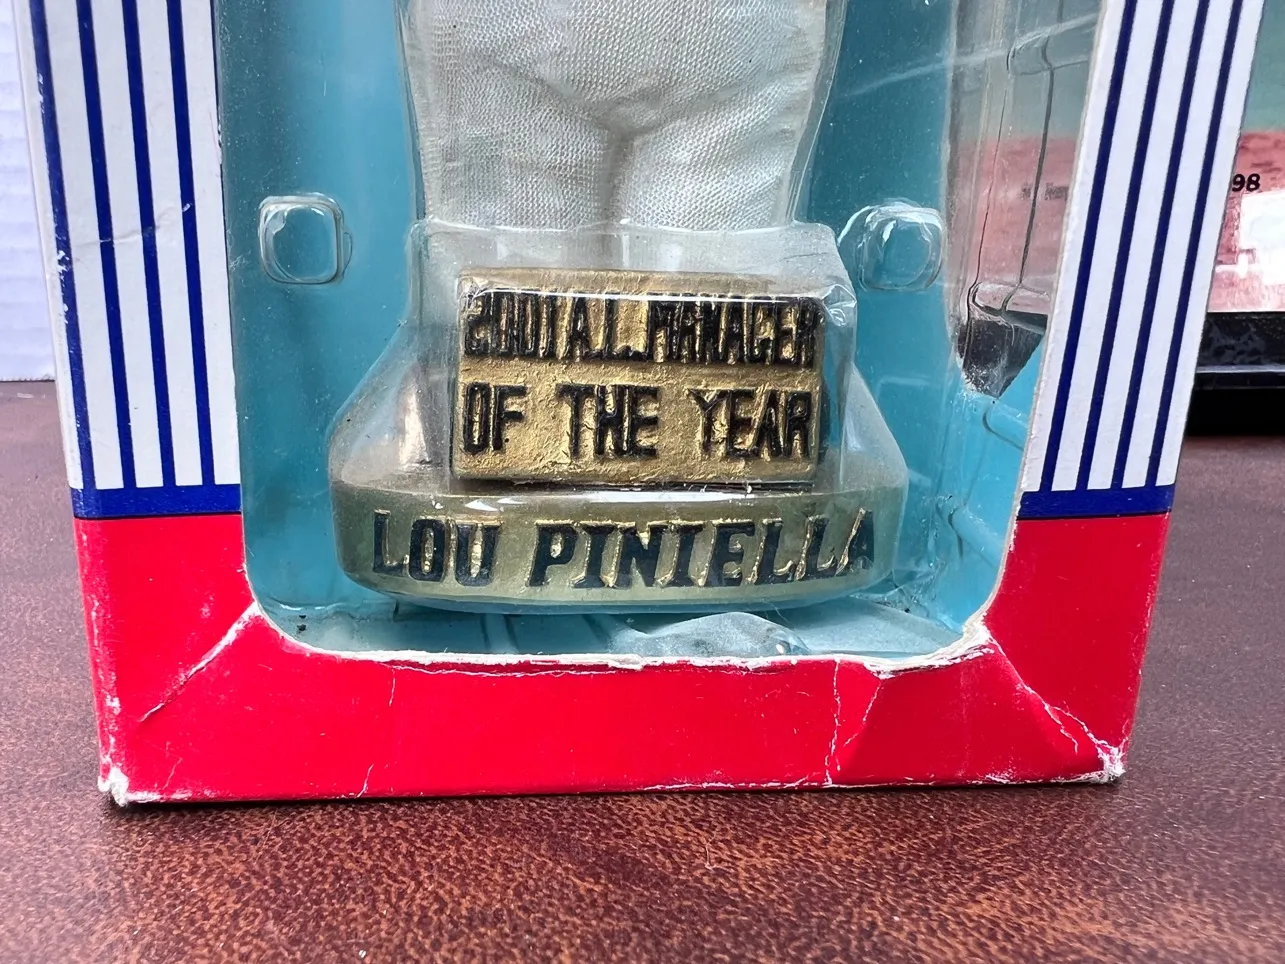 2001 A.L. MANAGER
OF THE YEAR
LOU PINIELLA
98